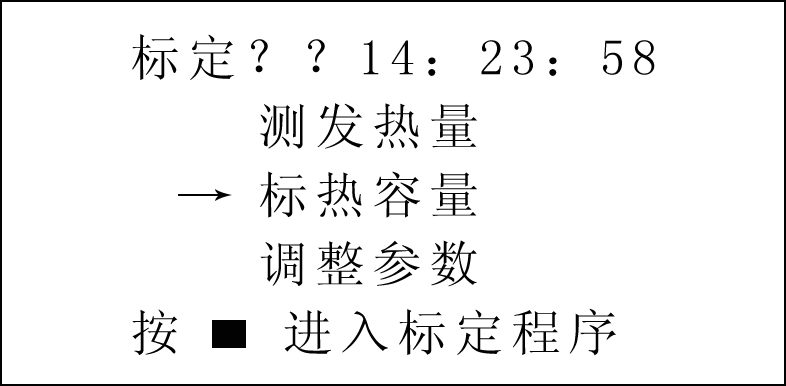 标定？？14：23：58
测发热量
→标热容量
调整参数
按 ■ 进入标定程序